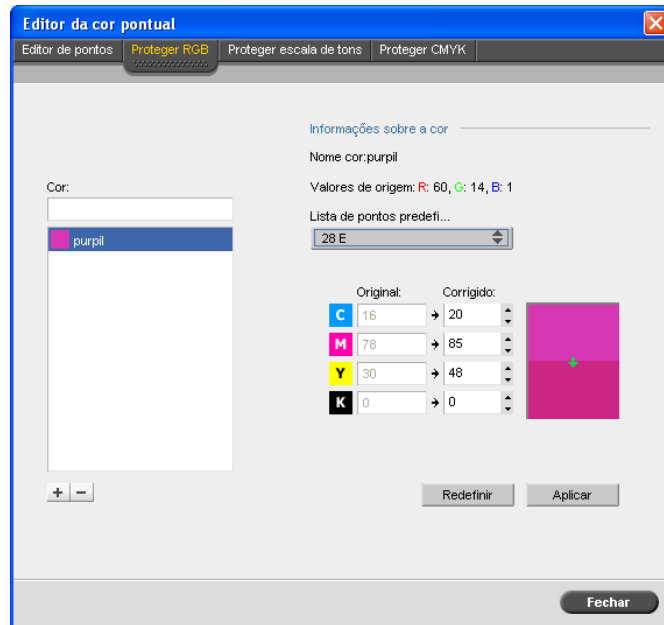 Editor da cor pontual
Editor de pontos Proteger RGB Proteger escala de tons Proteger CMYK
Informações sobre a cor
Nome cor:purpil
Cor:
Valores de origem: R: 60, G: 14, B: 1
Lista de pontos predefi...
purpil
28 E
Original: Corrigido:
C 16 20
M 78 85
Y 30 48
K 0 0
+ −
Redefinir Aplicar
Fechar